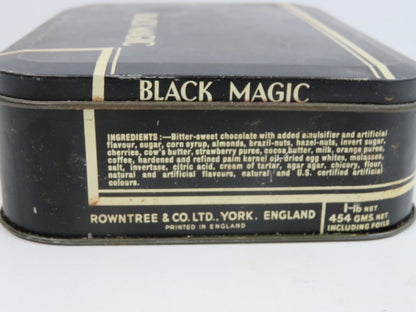 BLACK MAGIC
BLACK MAGIC
INGREDIENTS:—Bitter-sweet chocolate with added emulsifier and artificial
flavour, sugar, corn syrup, almonds, brazil-nuts, hazel-nuts, invert sugar,
cherries, cow's butter, strawberry puree, cocoa butter, milk, orange puree,
coffee, hardened and refined palm kernel oil, dried egg whites, molasses,
salt, invertase, citric acid, cream of tartar, agar agar, chicory, flour,
natural and artificial flavours, natural and U.S. certified artificial
colours.
ROWNTREE & CO. LTD., YORK, ENGLAND
PRINTED IN ENGLAND
1-lb NET
454 GMS. NET
INCLUDING FOILS